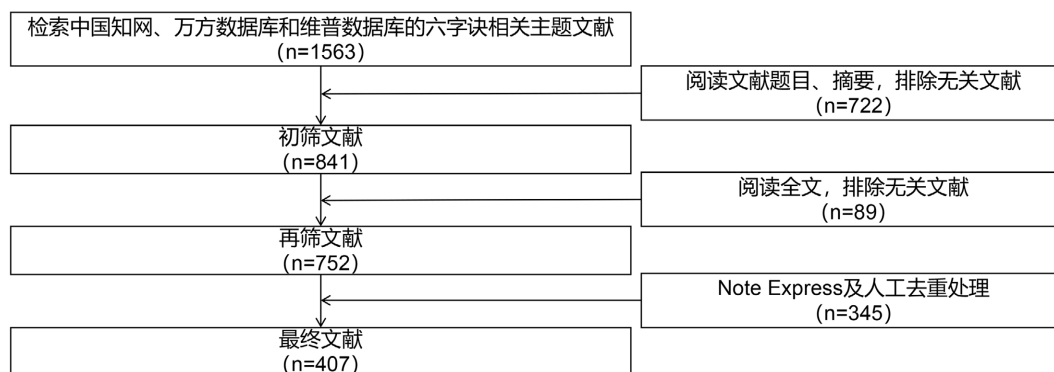 检索中国知网、万方数据库和维普数据库的六字诀相关主题文献
（n=1563）
阅读文献题目、摘要，排除无关文献
（n=722）
初筛文献
（n=841）
阅读全文，排除无关文献
（n=89）
再筛文献
（n=752）
Note Express及人工去重处理
（n=345）
最终文献
（n=407）